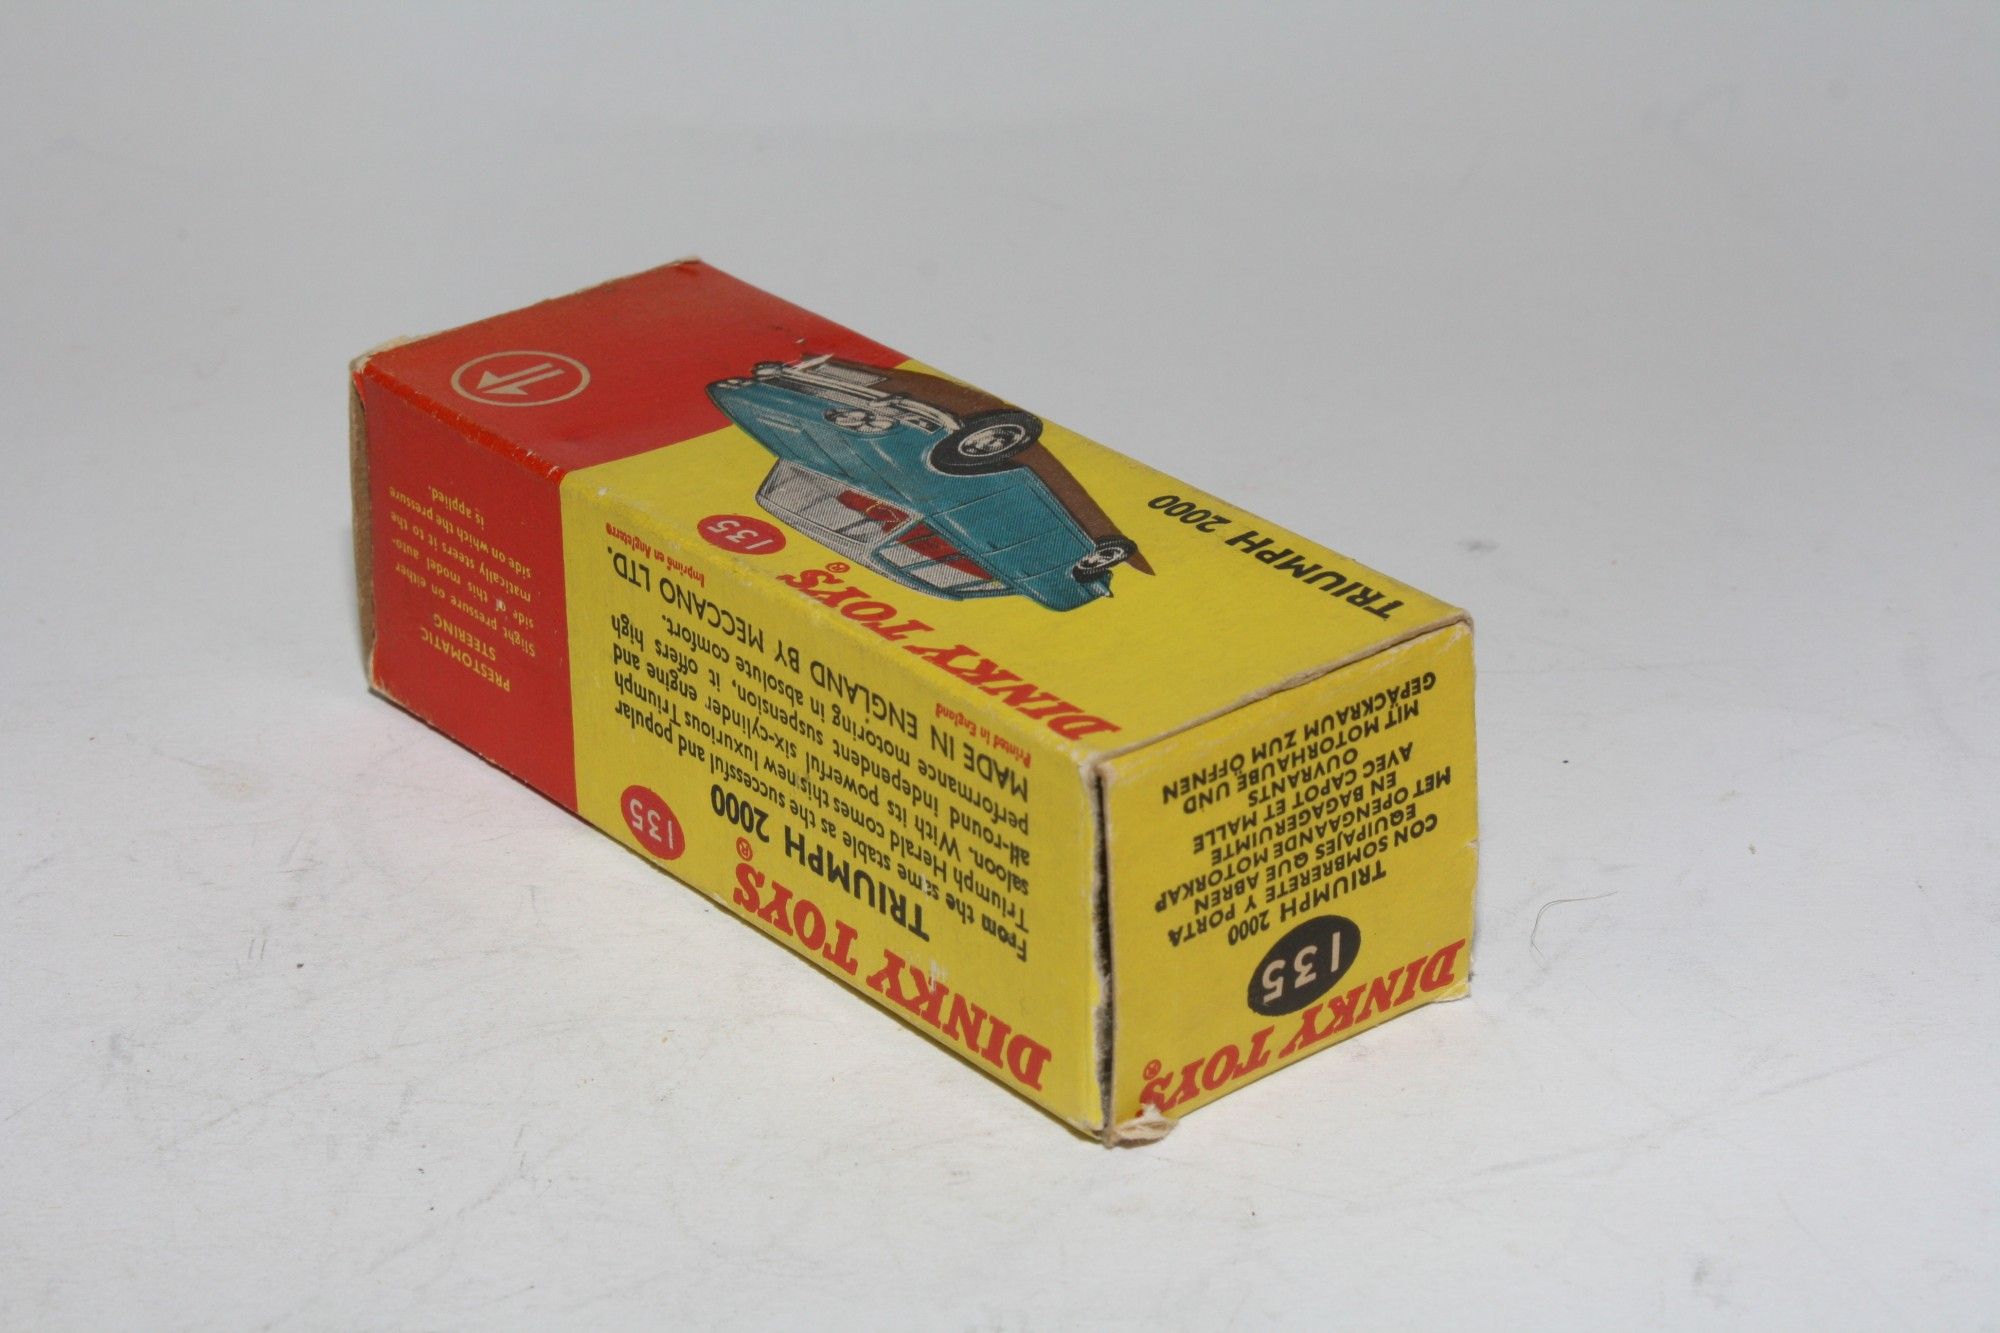 DINKY TOYS®
135
TRIUMPH 2000
DINKY TOYS®
TRIUMPH 2000
135
From the same stable as the successful and popular
Triumph Herald comes this new luxurious Triumph
saloon. With its powerful six-cylinder engine and
all-round independent suspension, it offers high
performance motoring in absolute comfort.
MADE IN ENGLAND BY MECCANO LTD.
Printed in England
Imprimé en Angleterre
PRESTOMATIC
STEERING
Slight pressure on either
side of this model
matically steers it to the auto-
side on which the pressure
is applied.
DINKY TOYS®
135
TRIUMPH 2000
CON SOMBRERETE Y PORTA
EQUIPAJES QUE ABREN
MET OPENGAANDE MOTORKAP
EN BAGAGERUIMTE
AVEC CAPOT ET MALLE
OUVRANTS
MIT MOTORHAUBE UND
GEPÄCKRAUM ZUM ÖFFNEN